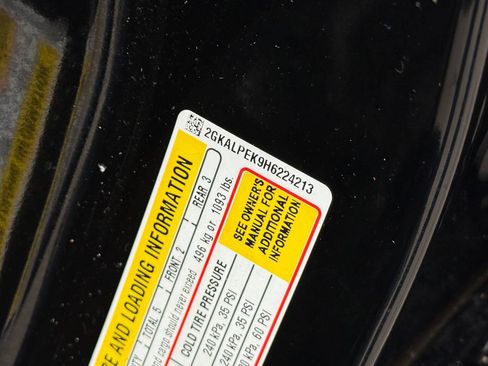 2GKALPEK9H6224213
E AND LOADING INFORMATION
TOTAL 5 FRONT 2 REAR 3
and cargo should never exceed 496 kg or 1093 lbs.
COLD TIRE PRESSURE
240 kPa, 35 PSI
240 kPa, 35 PSI
kPa, 60 PSI
SEE OWNER'S
MANUAL FOR
ADDITIONAL
INFORMATION